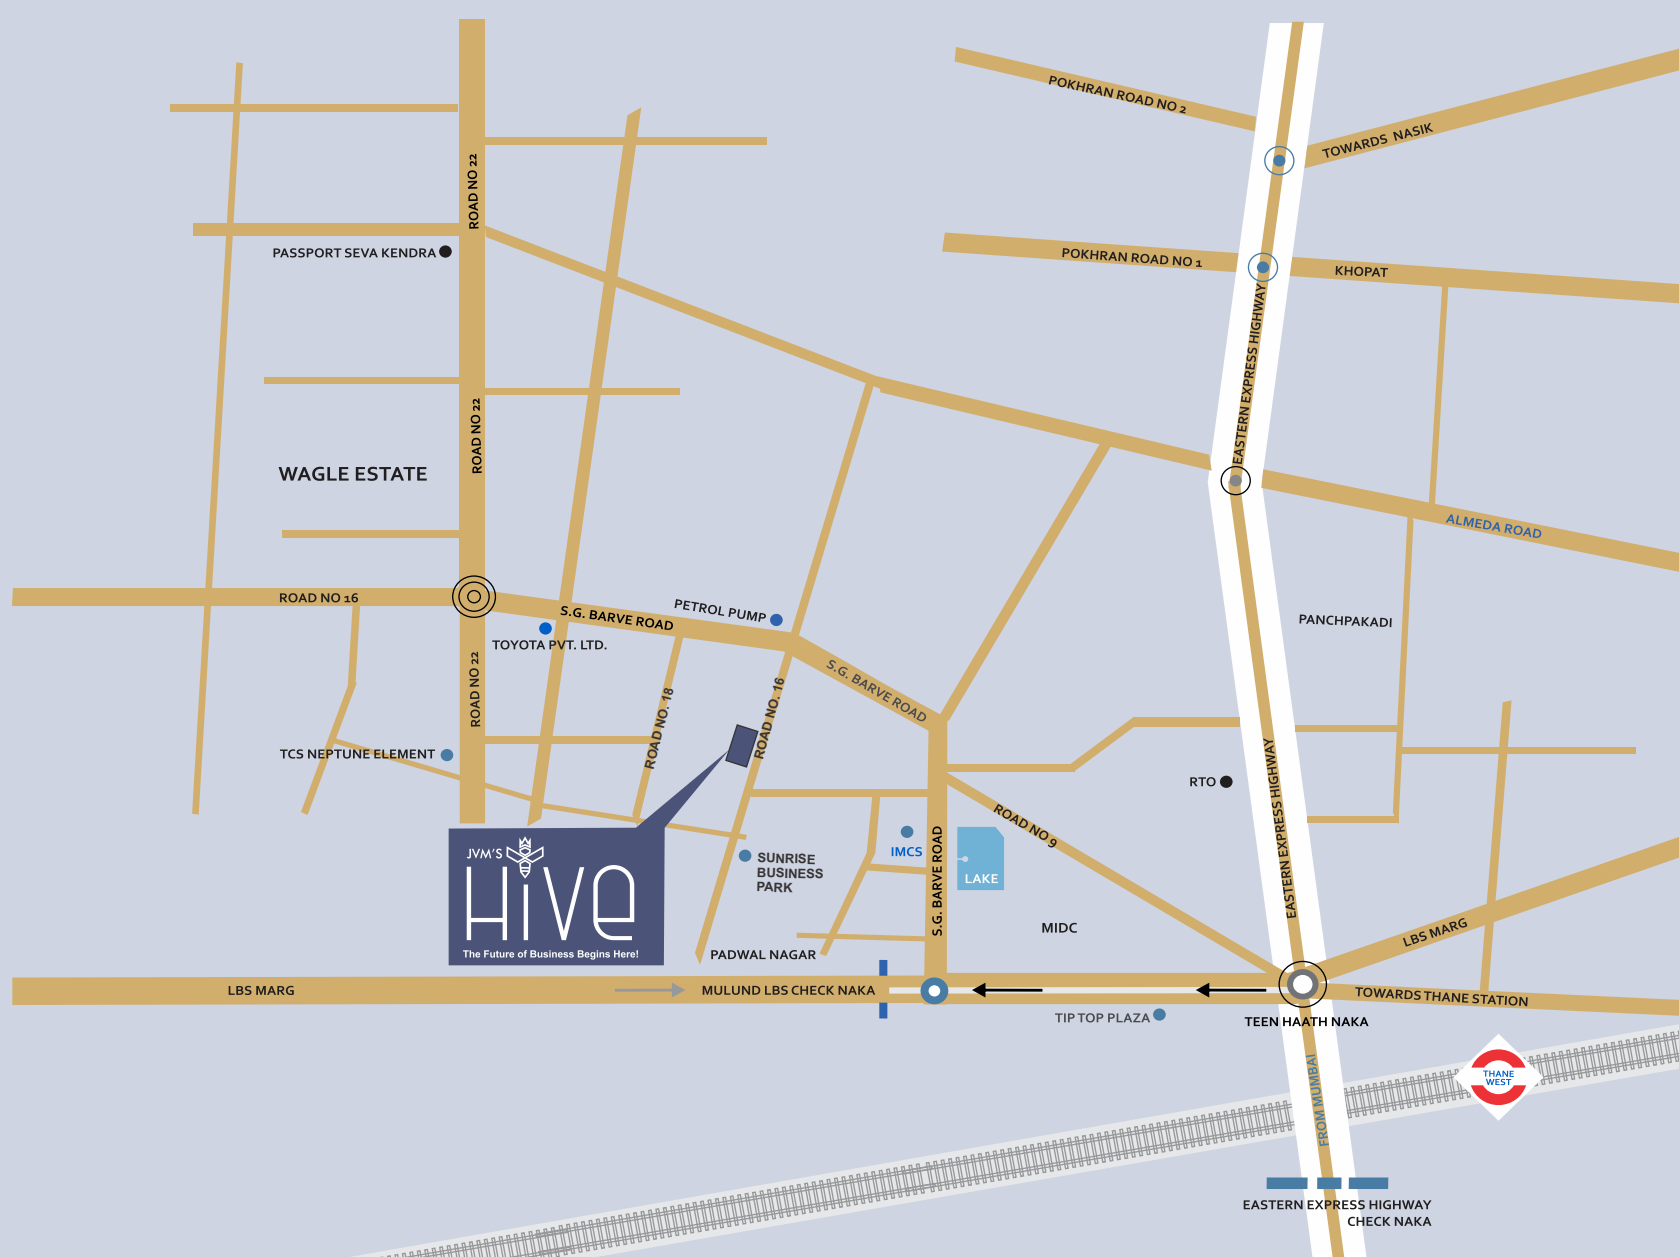 POKHRAN ROAD NO 2
TOWARDS NASIK
ROAD NO 22
PASSPORT SEVA KENDRA
POKHRAN ROAD NO 1
KHOPAT
EASTERN EXPRESS HIGHWAY
ROAD NO 22
WAGLE ESTATE
ALMEDA ROAD
ROAD NO 16
S.G. BARVE ROAD
PETROL PUMP
PANCHPAKADI
TOYOTA PVT. LTD.
S.G. BARVE ROAD
ROAD NO 22
ROAD NO. 18
ROAD NO. 16
TCS NEPTUNE ELEMENT
RTO
EASTERN EXPRESS HIGHWAY
ROAD NO 9
IMCS
S.G. BARVE ROAD
LAKE
JVM'S
HIVE
The Future of Business Begins Here!
SUNRISE
BUSINESS
PARK
MIDC
LBS MARG
PADWAL NAGAR
LBS MARG
MULUND LBS CHECK NAKA
TOWARDS THANE STATION
TIP TOP PLAZA
TEEN HAATH NAKA
THANE
WEST
FROM MUMBAI
EASTERN EXPRESS HIGHWAY
CHECK NAKA